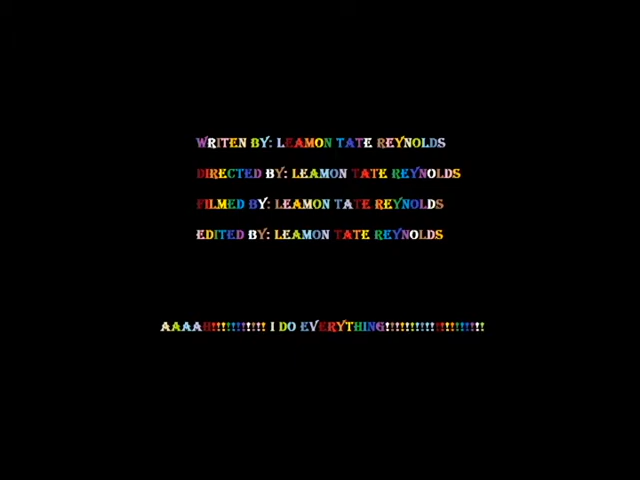 WRITEN BY: LEAMON TATE REYNOLDS
DIRECTED BY: LEAMON TATE REYNOLDS
FILMED BY: LEAMON TATE REYNOLDS
EDITED BY: LEAMON TATE REYNOLDS
AAAAH!!!!!!!!!!! I DO EVERYTHING!!!!!!!!!!!!!!!!!!!!